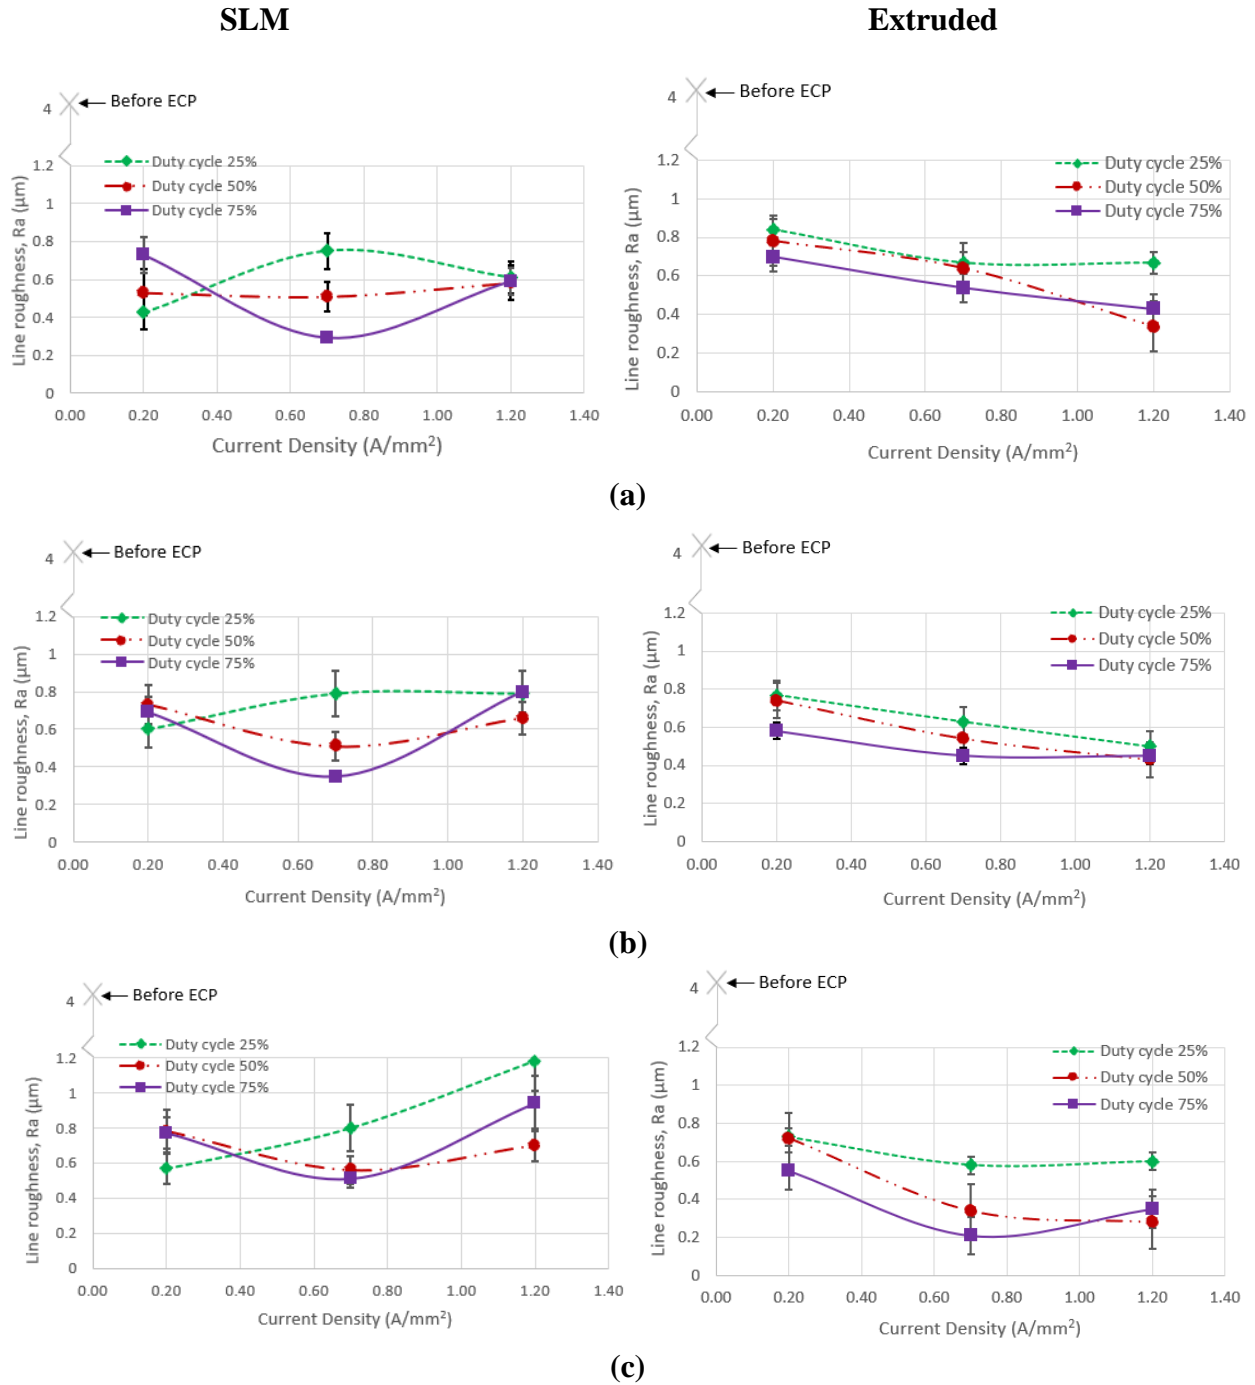 SLM
Extruded
4
Before ECP
Duty cycle 25%
Duty cycle 50%
Duty cycle 75%
1.2
1
0.8
0.6
0.4
0.2
0
0.00 0.20 0.40 0.60 0.80 1.00 1.20 1.40
Line roughness, Ra (µm)
Current Density (A/mm²)
4
Before ECP
Duty cycle 25%
Duty cycle 50%
Duty cycle 75%
1.2
1
0.8
0.6
0.4
0.2
0
0.00 0.20 0.40 0.60 0.80 1.00 1.20 1.40
Line roughness, Ra (µm)
Current Density (A/mm²)
(a)
4
Before ECP
Duty cycle 25%
Duty cycle 50%
Duty cycle 75%
1.2
1
0.8
0.6
0.4
0.2
0
0.00 0.20 0.40 0.60 0.80 1.00 1.20 1.40
Line roughness, Ra (µm)
Current Density (A/mm²)
4
Before ECP
Duty cycle 25%
Duty cycle 50%
Duty cycle 75%
1.2
1
0.8
0.6
0.4
0.2
0
0.00 0.20 0.40 0.60 0.80 1.00 1.20 1.40
Line roughness, Ra (µm)
Current Density (A/mm²)
(b)
4
Before ECP
Duty cycle 25%
Duty cycle 50%
Duty cycle 75%
1.2
1
0.8
0.6
0.4
0.2
0
0.00 0.20 0.40 0.60 0.80 1.00 1.20 1.40
Line roughness, Ra (µm)
Current Density (A/mm²)
4
Before ECP
Duty cycle 25%
Duty cycle 50%
Duty cycle 75%
1.2
1
0.8
0.6
0.4
0.2
0
0.00 0.20 0.40 0.60 0.80 1.00 1.20 1.40
Line roughness, Ra (µm)
Current Density (A/mm²)
(c)